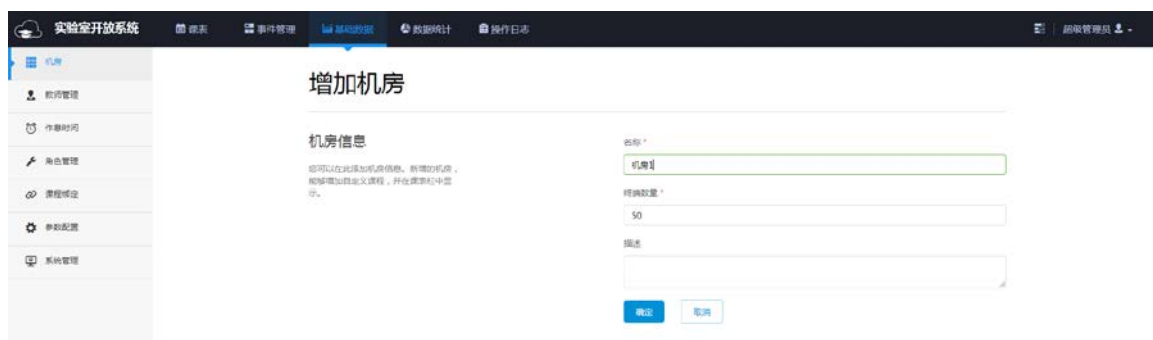 实验室开放系统
课表
事件管理
基础数据
数据统计
操作日志
超级管理员
机房
教师管理
作息时间
角色管理
课程绑定
参数配置
系统管理
增加机房
机房信息
您可以在此添加机房信息。新增的机房，
能够增加自定义课程，并在课表栏中显
示。
名称 *
机房1
终端数量 *
50
描述
确定
取消